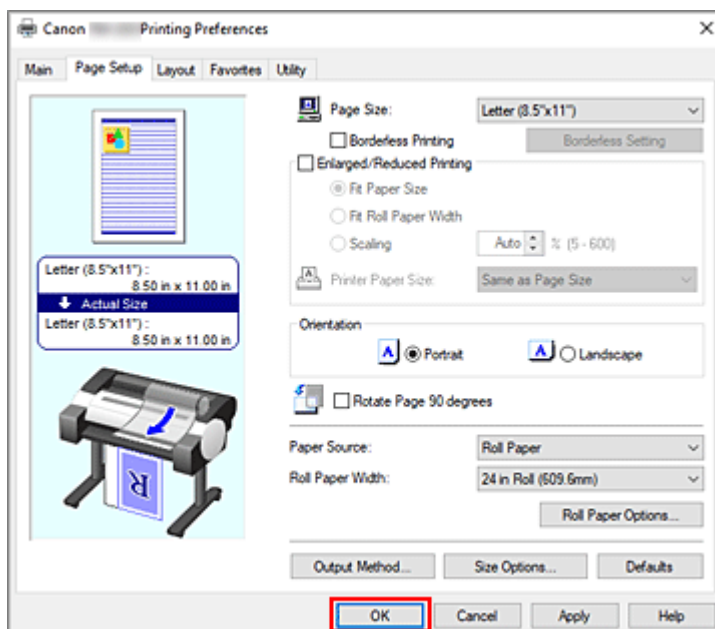 Canon Printing Preferences
Main Page Setup Layout Favorites Utility
Page Size: Letter (8.5"x11")
Borderless Printing Borderless Setting
Enlarged/Reduced Printing
Fit Paper Size
Fit Roll Paper Width
Scaling Auto % (5 - 600)
Printer Paper Size: Same as Page Size
Letter (8.5"x11") :
8.50 in x 11.00 in
Actual Size
Letter (8.5"x11") :
8.50 in x 11.00 in
Orientation
A Portrait A Landscape
Rotate Page 90 degrees
R
Paper Source: Roll Paper
Roll Paper Width: 24 in Roll (609.6mm)
Roll Paper Options...
Output Method... Size Options... Defaults
OK Cancel Apply Help